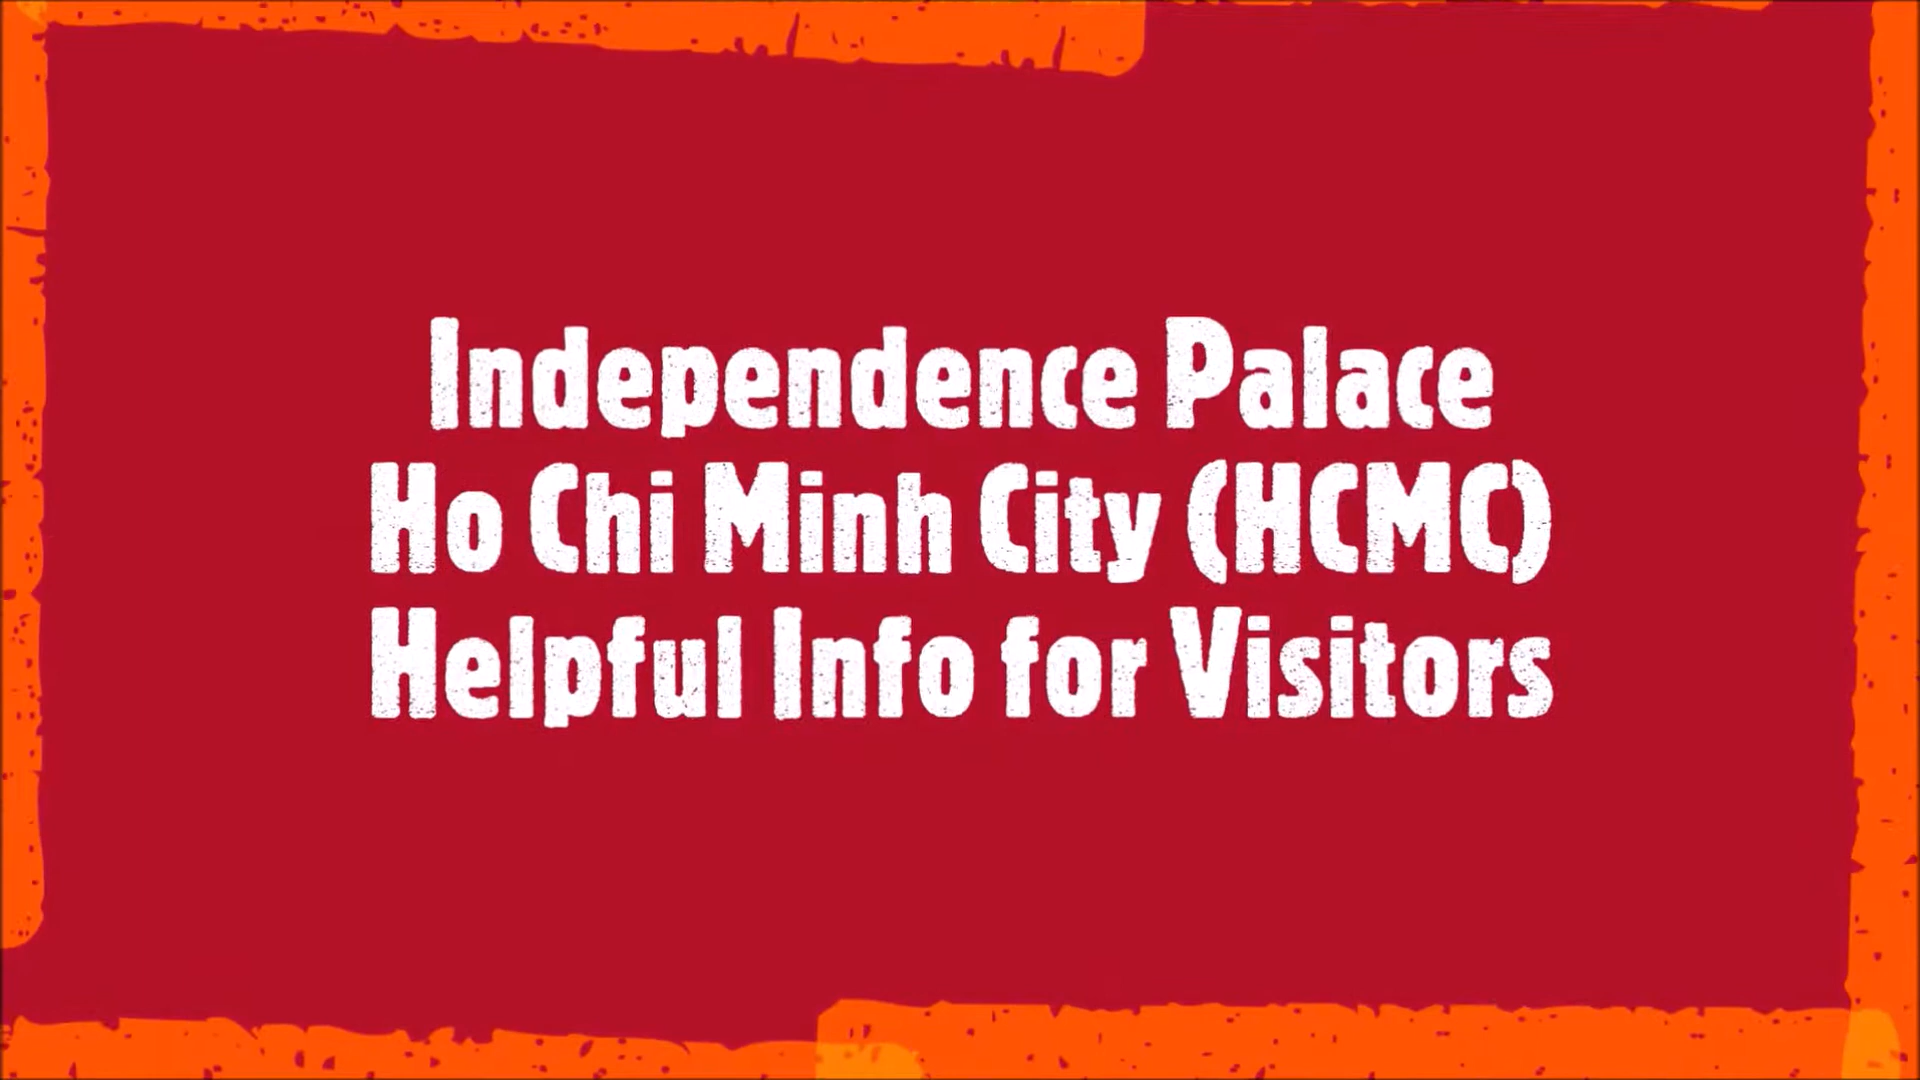 Independence Palace
Ho Chi Minh City (HCMC)
Helpful Info for Visitors